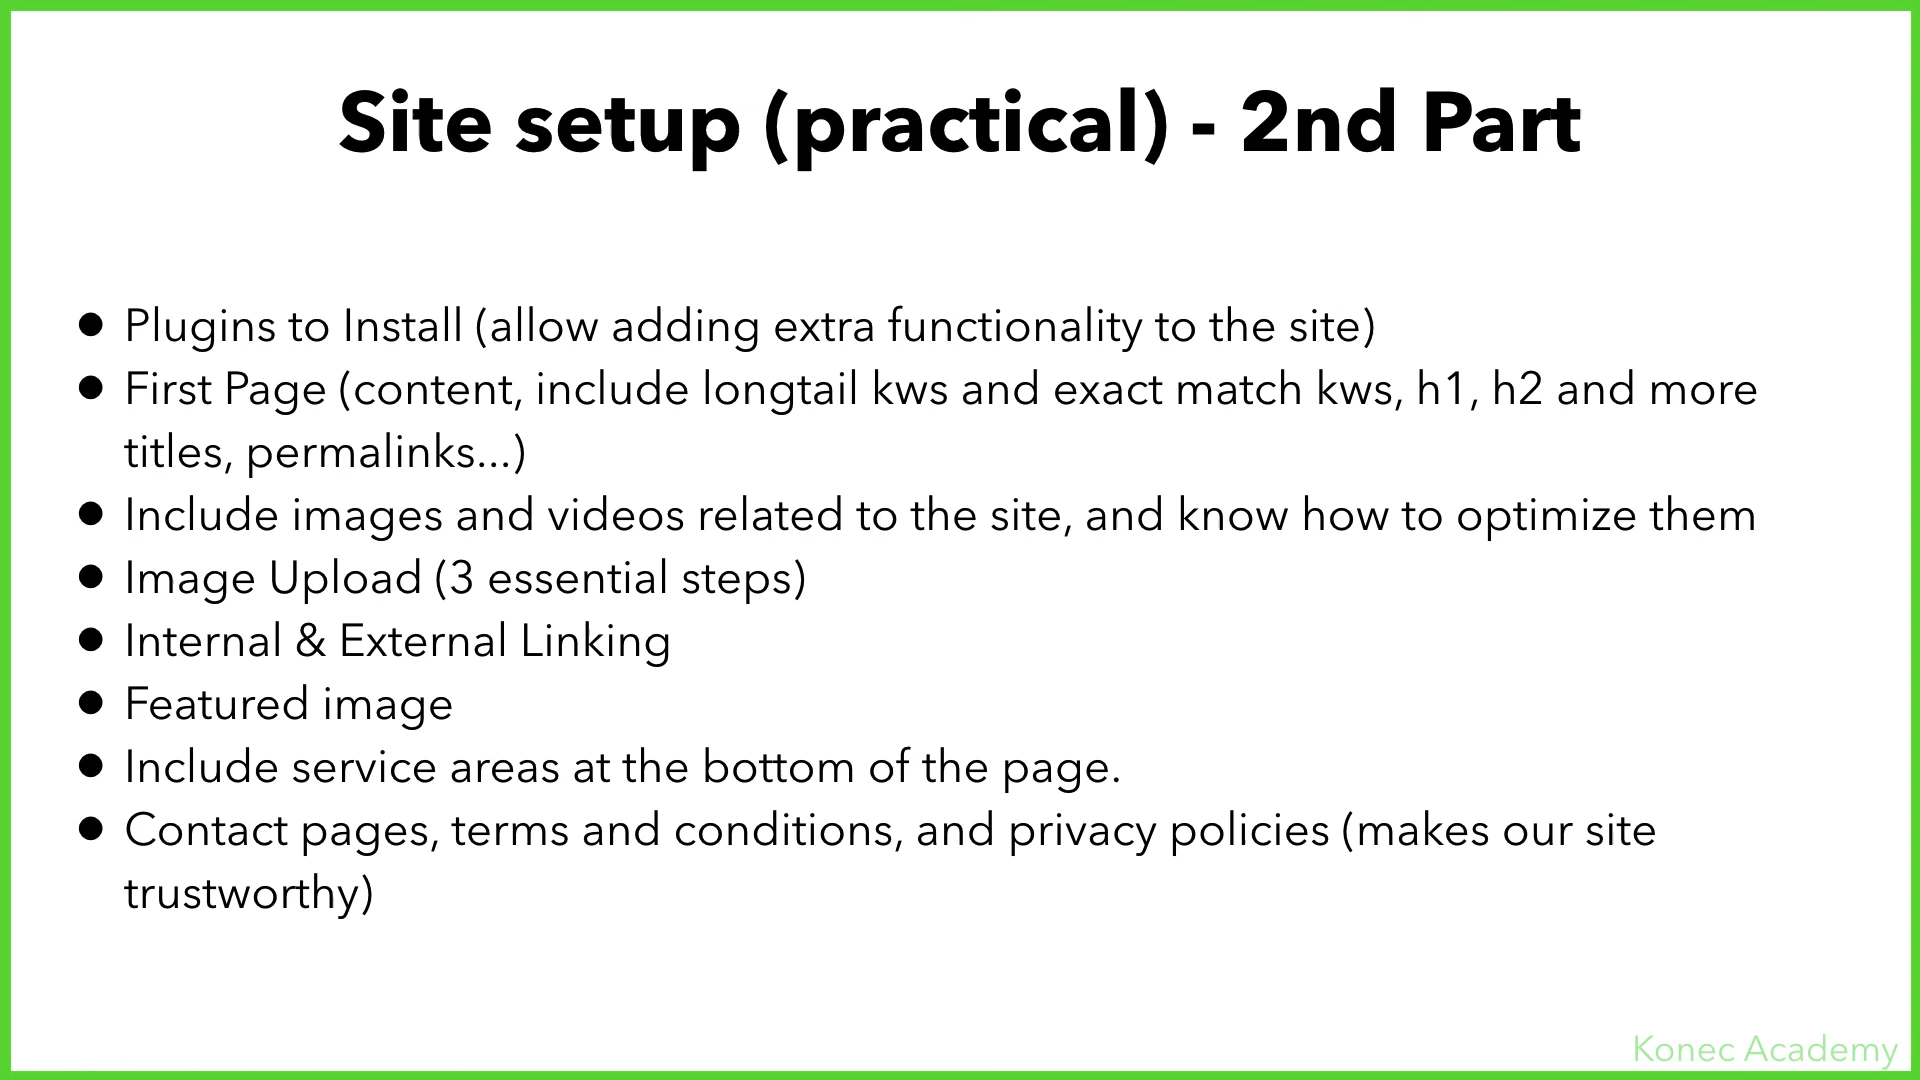 Site setup (practical) - 2nd Part
● Plugins to Install (allow adding extra functionality to the site)
● First Page (content, include longtail kws and exact match kws, h1, h2 and more
titles, permalinks...)
● Include images and videos related to the site, and know how to optimize them
● Image Upload (3 essential steps)
● Internal & External Linking
● Featured image
● Include service areas at the bottom of the page.
● Contact pages, terms and conditions, and privacy policies (makes our site
trustworthy)
Konec Academy